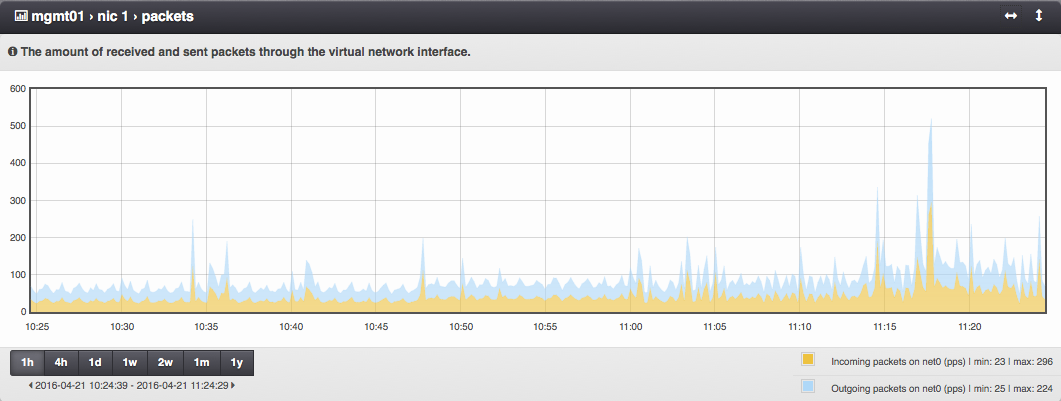 mgmt01 › nic 1 › packets
The amount of received and sent packets through the virtual network interface.
600
500
400
300
200
100
0
10:25 10:30 10:35 10:40 10:45 10:50 10:55 11:00 11:05 11:10 11:15 11:20
1h 4h 1d 1w 2w 1m 1y
2016-04-21 10:24:39 - 2016-04-21 11:24:29
Incoming packets on net0 (pps) | min: 23 | max: 296
Outgoing packets on net0 (pps) | min: 25 | max: 224